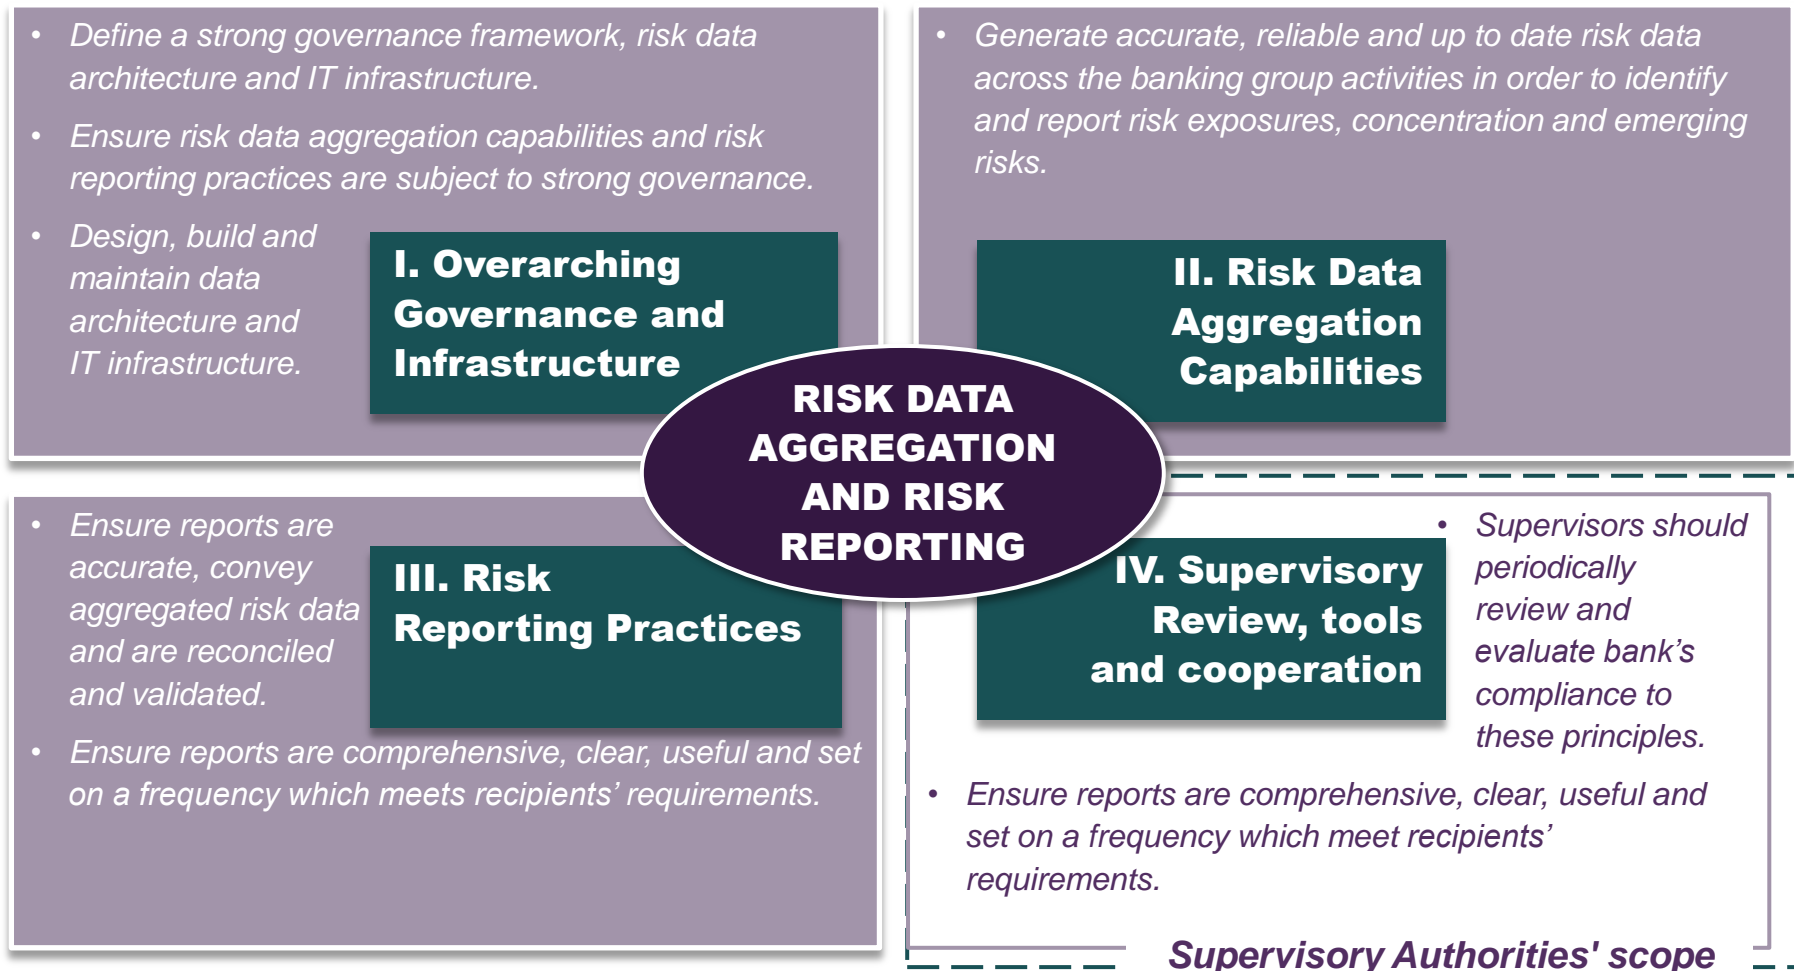 • Define a strong governance framework, risk data
architecture and IT infrastructure.
• Ensure risk data aggregation capabilities and risk
reporting practices are subject to strong governance.
• Design, build and
maintain data
architecture and
IT infrastructure.
I. Overarching
Governance and
Infrastructure
• Generate accurate, reliable and up to date risk data
across the banking group activities in order to identify
and report risk exposures, concentration and emerging
risks.
II. Risk Data
Aggregation
Capabilities
RISK DATA
AGGREGATION
AND RISK
REPORTING
• Ensure reports are
accurate, convey
aggregated risk data
and are reconciled
and validated.
III. Risk
Reporting Practices
• Ensure reports are comprehensive, clear, useful and set
on a frequency which meets recipients’ requirements.
IV. Supervisory
Review, tools
and cooperation
• Supervisors should
periodically
review and
evaluate bank’s
compliance to
these principles.
• Ensure reports are comprehensive, clear, useful and
set on a frequency which meet recipients’
requirements.
Supervisory Authorities' scope